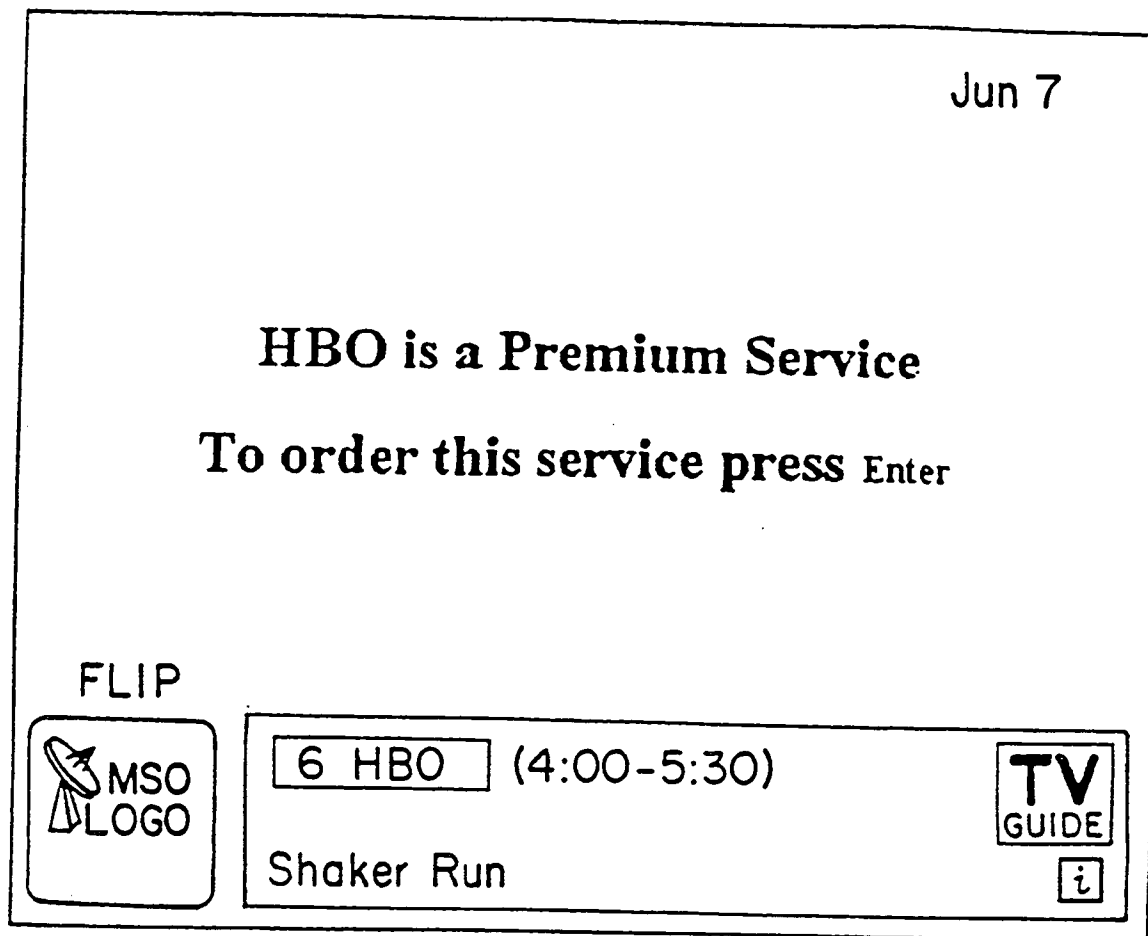 Jun 7
HBO is a Premium Service
To order this service press Enter
FLIP
MSO
LOGO
6 HBO (4:00-5:30)
Shaker Run
TV
GUIDE
i